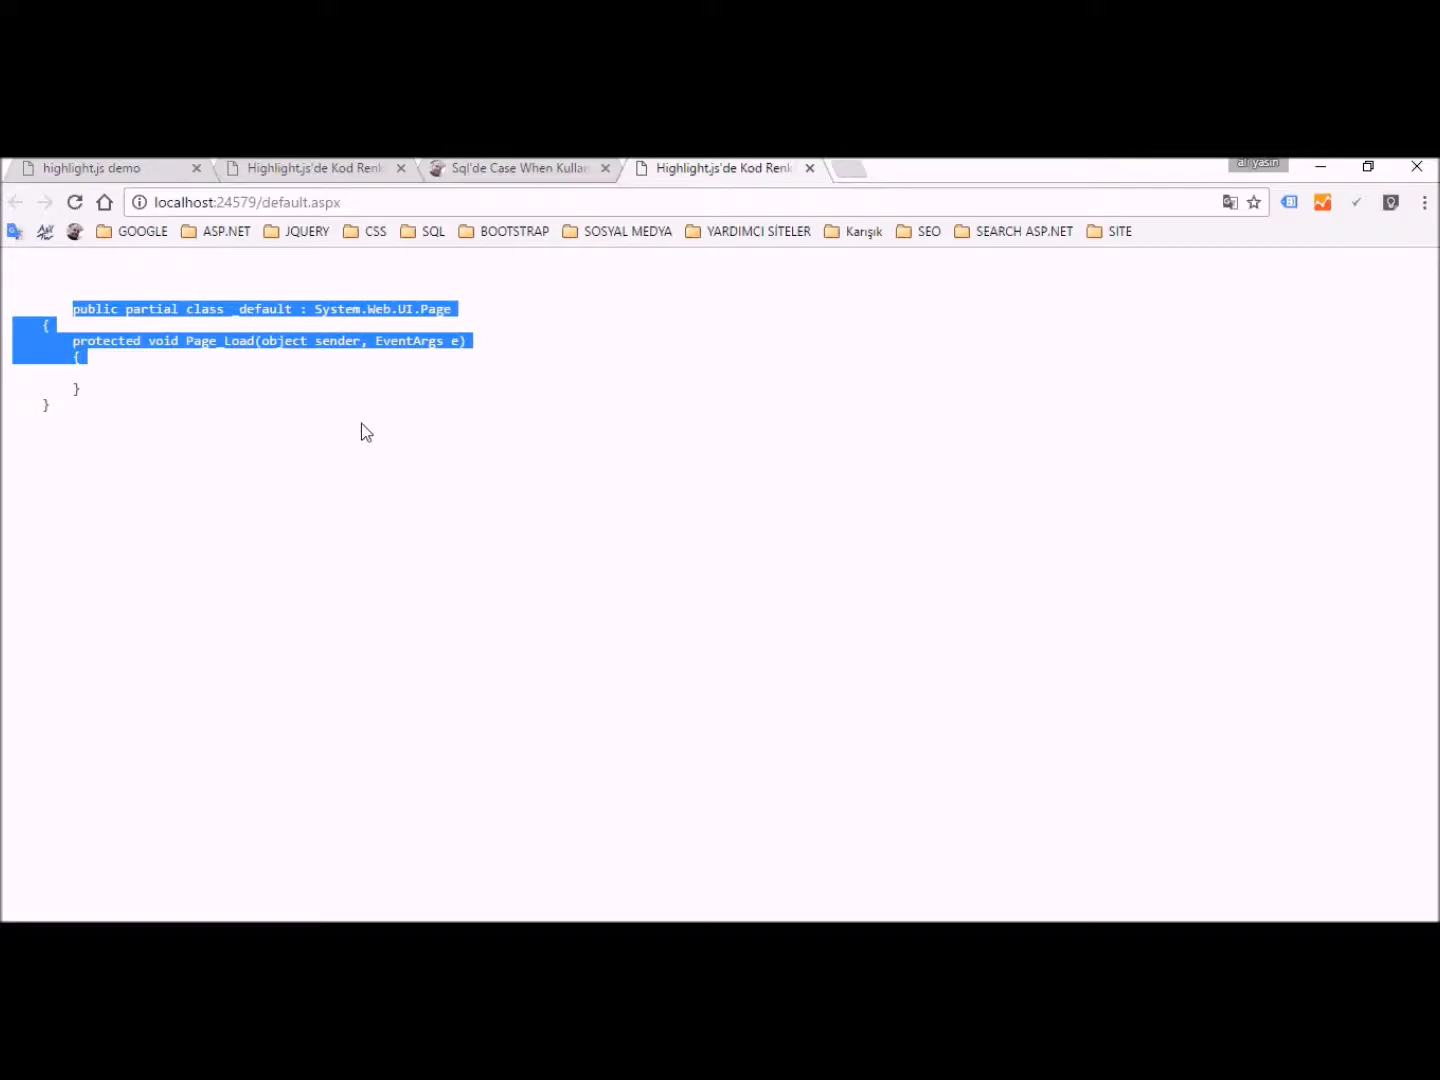 highlight.js demo
Highlight.js'de Kod Renk
Sql'de Case When Kullan
Highlight.js'de Kod Renk
ali yasin
localhost:24579/default.aspx
GOOGLE
ASP.NET
JQUERY
CSS
SQL
BOOTSTRAP
SOSYAL MEDYA
YARDIMCI SİTELER
Karışık
SEO
SEARCH ASP.NET
SITE
public partial class _default : System.Web.UI.Page
{
protected void Page_Load(object sender, EventArgs e)
{
}
}